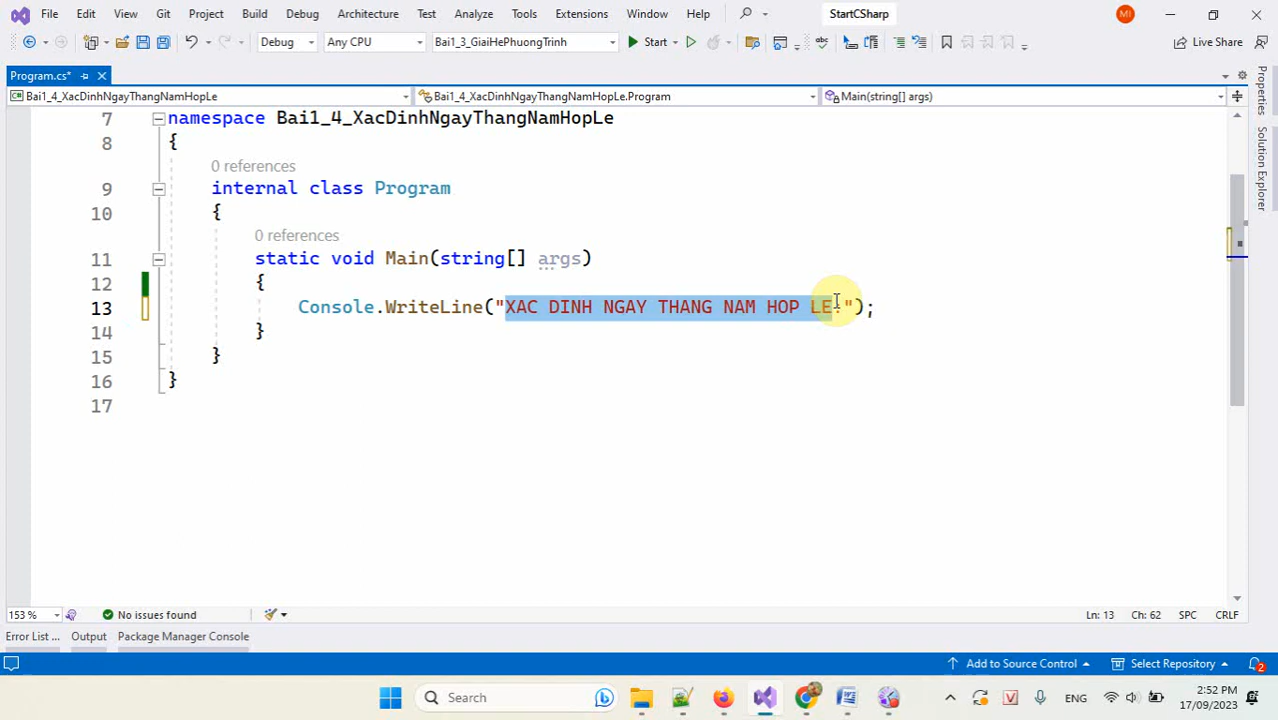 File Edit View Git Project Build Debug Architecture Test Analyze Tools Extensions Window Help StartCSharp MI
Debug Any CPU Bai1_3_GiaiHePhuongTrinh Start Live Share
Program.cs*
Bai1_4_XacDinhNgayThangNamHopLe Bai1_4_XacDinhNgayThangNamHopLe.Program Main(string[] args)
7 namespace Bai1_4_XacDinhNgayThangNamHopLe
8 {
0 references
9 internal class Program
10 {
0 references
11 static void Main(string[] args)
12 {
13 Console.WriteLine("XAC DINH NGAY THANG NAM HOP LE.");
14 }
15 }
16 }
17
Properties
Solution Explorer
153 % No issues found Ln: 13 Ch: 62 SPC CRLF
Error List ... Output Package Manager Console
Add to Source Control Select Repository 2
Search ENG 2:52 PM
17/09/2023